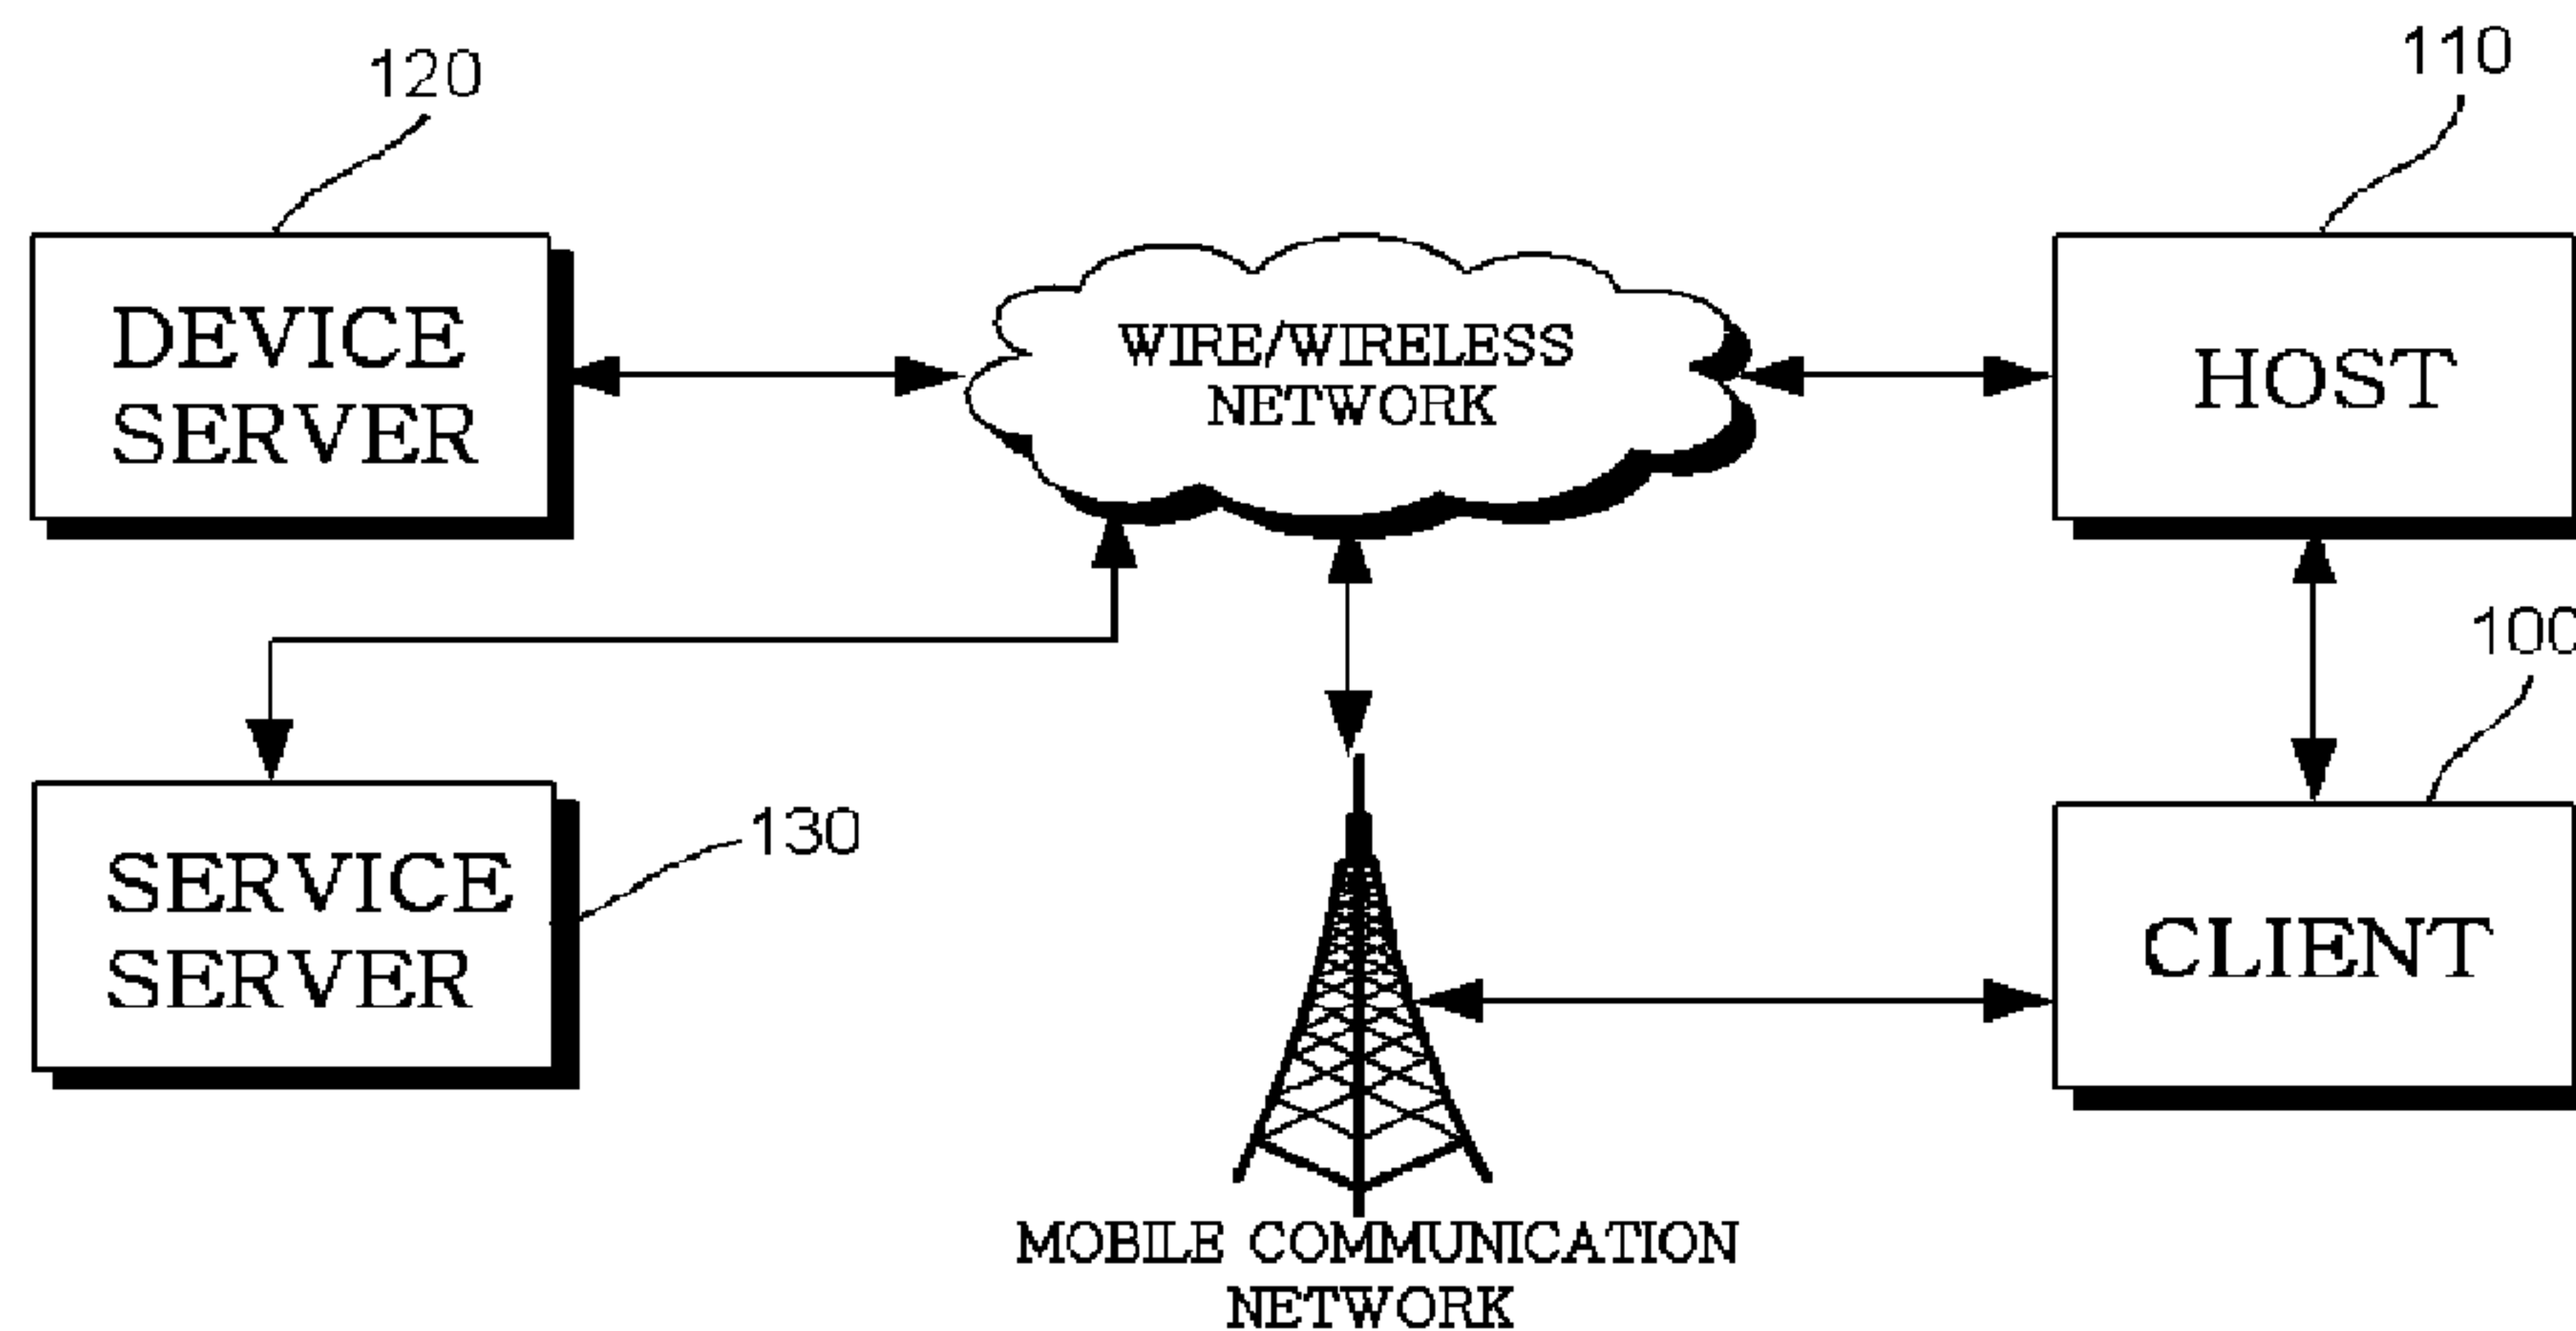 120
110
DEVICE
SERVER
WIRE/WIRELESS
NETWORK
HOST
100
130
SERVICE
SERVER
CLIENT
MOBILE COMMUNICATION
NETWORK